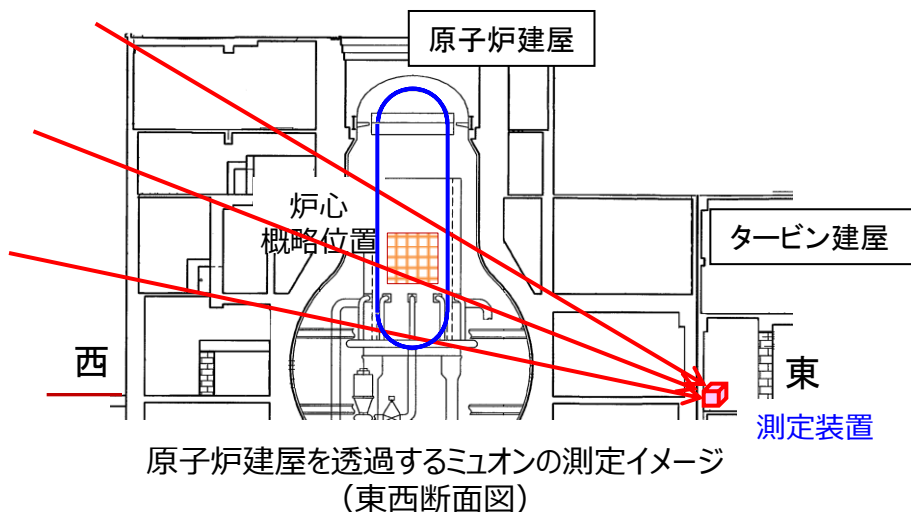 原子炉建屋
炉心
概略位置
タービン建屋
西
東
測定装置
原子炉建屋を透過するミュオンの測定イメージ
（東西断面図）